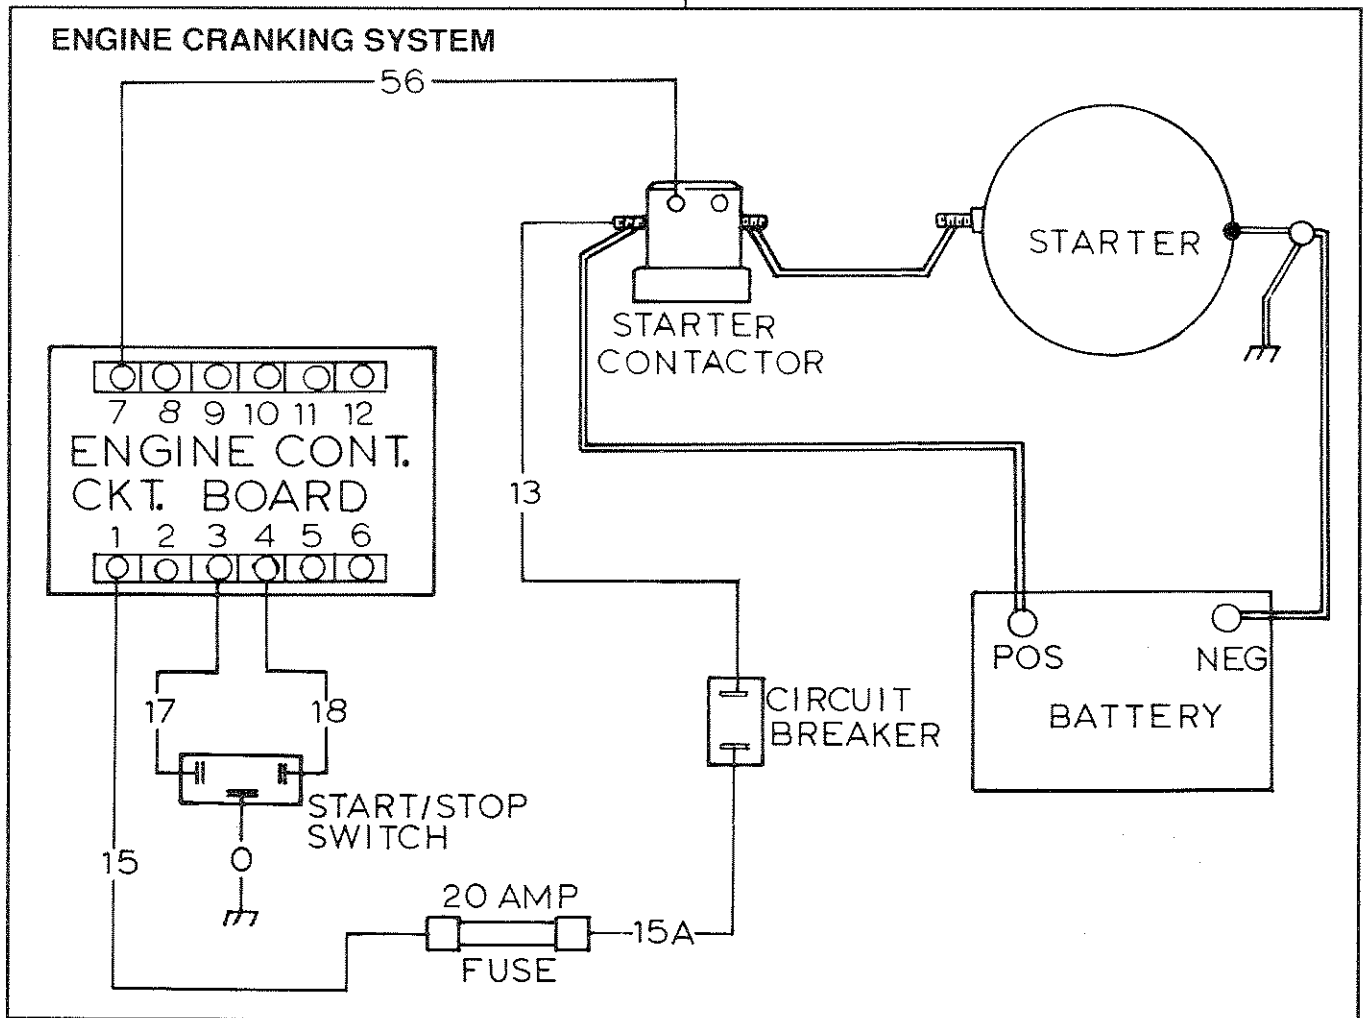 ENGINE CRANKING SYSTEM
56
STARTER
STARTER
CONTACTOR
7 8 9 10 11 12
ENGINE CONT.
CKT. BOARD
1 2 3 4 5 6
13
POS
NEG
BATTERY
CIRCUIT
BREAKER
17
18
START/STOP
SWITCH
0
15
20 AMP
FUSE
15A